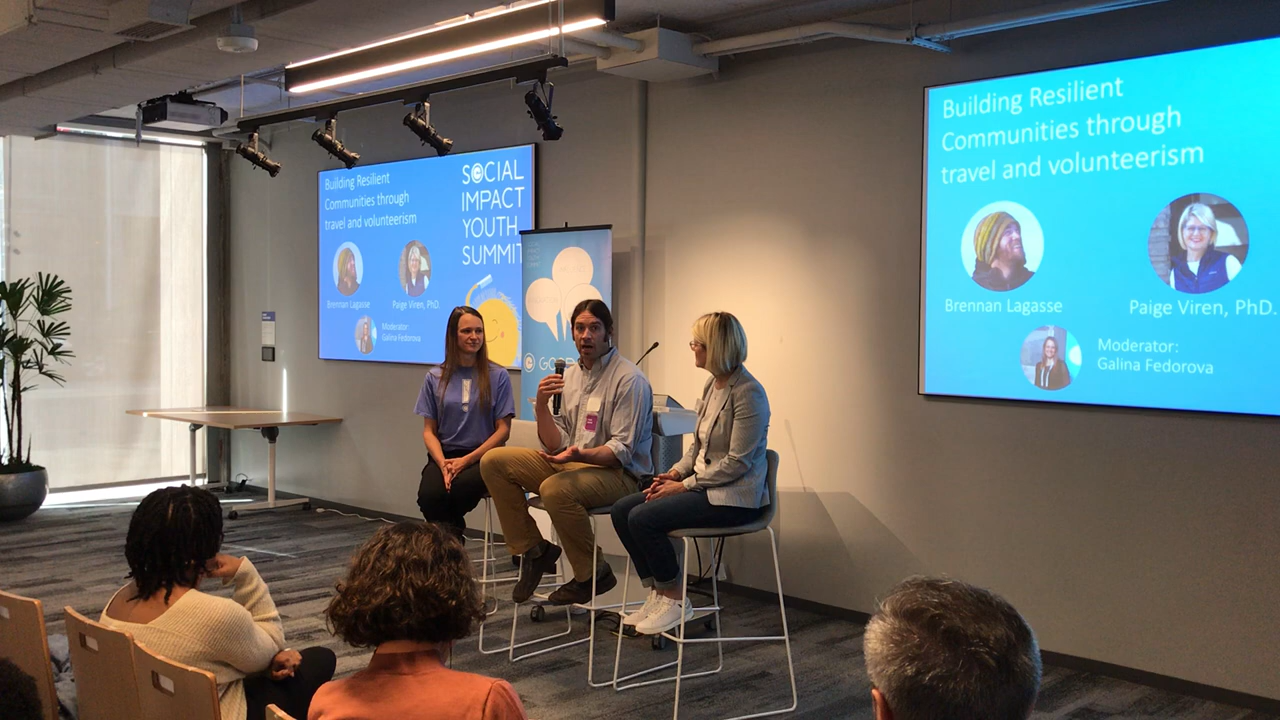 Building Resilient
Communities through
travel and volunteerism
Brennan Lagasse
Paige Viren, PhD.
Moderator:
Galina Fedorova
SOCIAL
IMPACT
YOUTH
SUMMIT
Building Resilient
Communities through
travel and volunteerism
Brennan Lagasse
Paige Viren, PhD.
Moderator:
Galina Fedorova